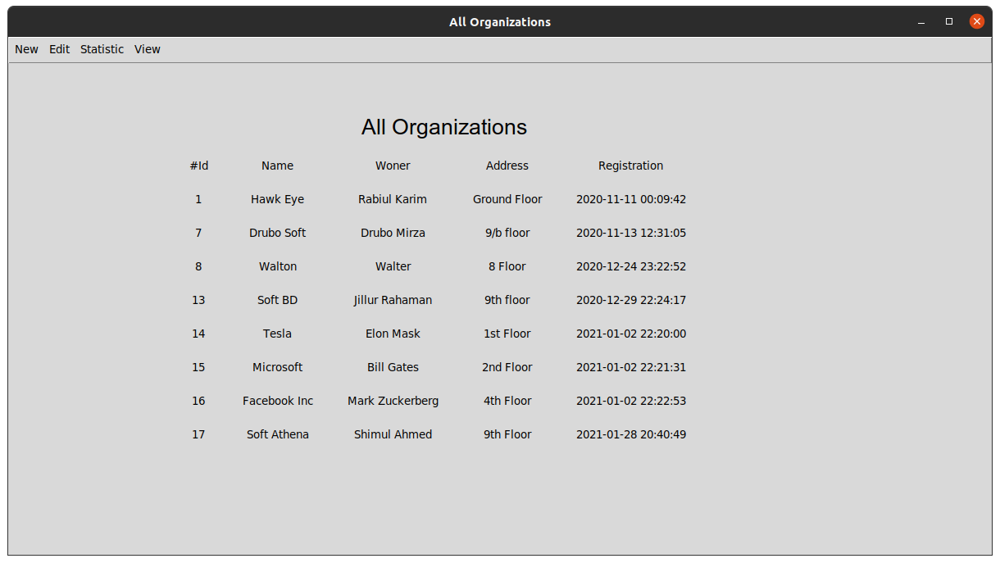 All Organizations
New Edit Statistic View
All Organizations
#Id Name Woner Address Registration
1 Hawk Eye Rabiul Karim Ground Floor 2020-11-11 00:09:42
7 Drubo Soft Drubo Mirza 9/b floor 2020-11-13 12:31:05
8 Walton Walter 8 Floor 2020-12-24 23:22:52
13 Soft BD Jillur Rahaman 9th floor 2020-12-29 22:24:17
14 Tesla Elon Mask 1st Floor 2021-01-02 22:20:00
15 Microsoft Bill Gates 2nd Floor 2021-01-02 22:21:31
16 Facebook Inc Mark Zuckerberg 4th Floor 2021-01-02 22:22:53
17 Soft Athena Shimul Ahmed 9th Floor 2021-01-28 20:40:49